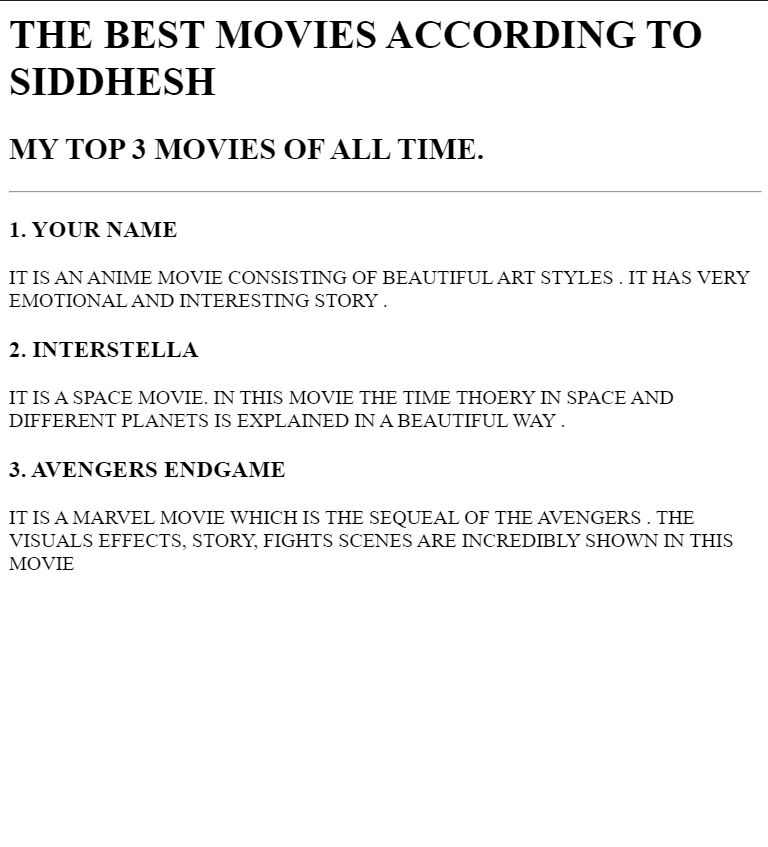 THE BEST MOVIES ACCORDING TO
SIDDHESH
MY TOP 3 MOVIES OF ALL TIME.
1. YOUR NAME
IT IS AN ANIME MOVIE CONSISTING OF BEAUTIFUL ART STYLES . IT HAS VERY
EMOTIONAL AND INTERESTING STORY .
2. INTERSTELLA
IT IS A SPACE MOVIE. IN THIS MOVIE THE TIME THOERY IN SPACE AND
DIFFERENT PLANETS IS EXPLAINED IN A BEAUTIFUL WAY .
3. AVENGERS ENDGAME
IT IS A MARVEL MOVIE WHICH IS THE SEQUEAL OF THE AVENGERS . THE
VISUALS EFFECTS, STORY, FIGHTS SCENES ARE INCREDIBLY SHOWN IN THIS
MOVIE